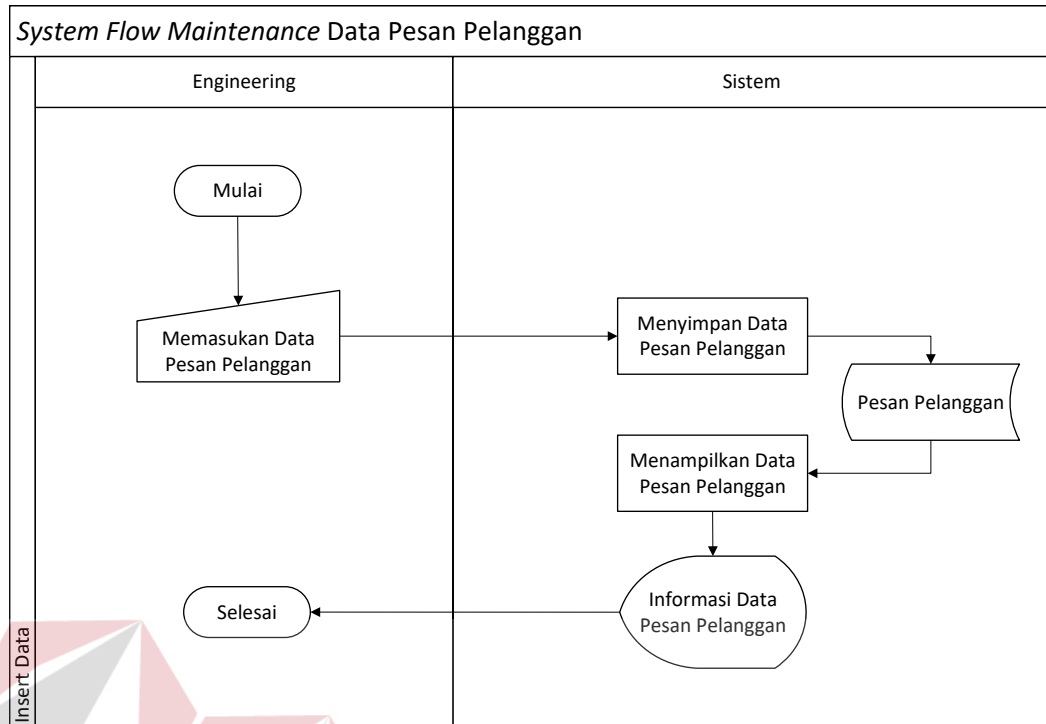 System Flow Maintenance Data Pesan Pelanggan
Engineering
Sistem
Mulai
Memasukan Data
Pesan Pelanggan
Menyimpan Data
Pesan Pelanggan
Pesan Pelanggan
Menampilkan Data
Pesan Pelanggan
Informasi Data
Pesan Pelanggan
Selesai
Insert Data